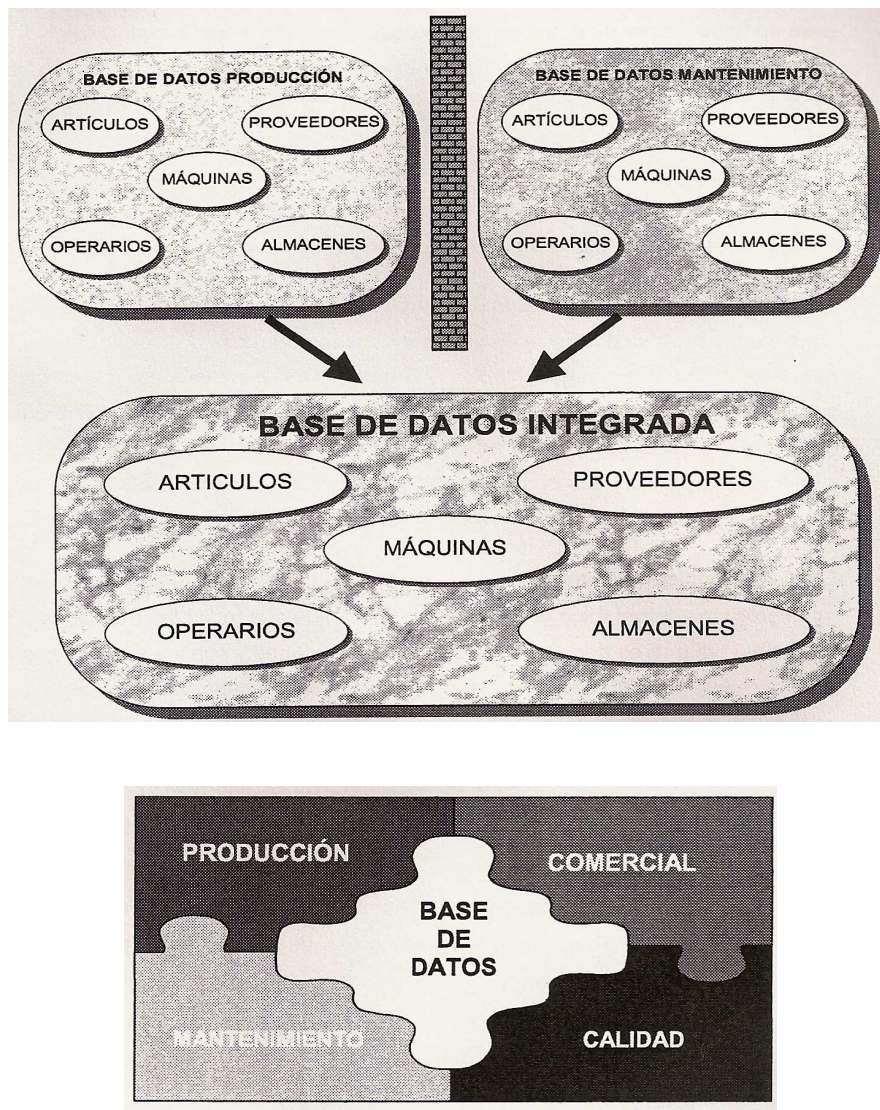 BASE DE DATOS PRODUCCIÓN
ARTÍCULOS
PROVEEDORES
MÁQUINAS
OPERARIOS
ALMACENES
BASE DE DATOS MANTENIMIENTO
ARTÍCULOS
PROVEEDORES
MÁQUINAS
OPERARIOS
ALMACENES
BASE DE DATOS INTEGRADA
ARTICULOS
PROVEEDORES
MÁQUINAS
OPERARIOS
ALMACENES
PRODUCCIÓN
COMERCIAL
BASE
DE
DATOS
MANTENIMIENTO
CALIDAD